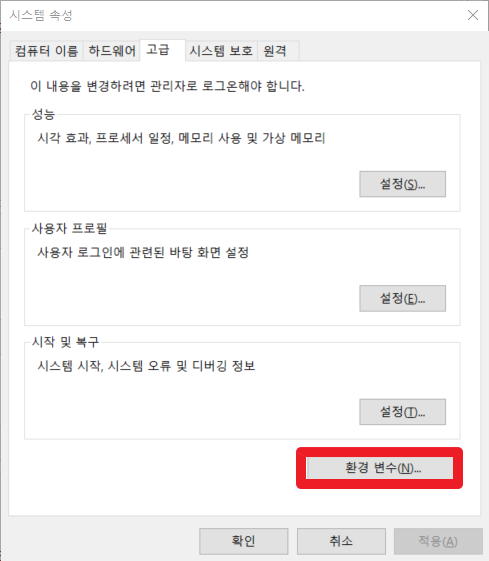 시스템 속성
컴퓨터 이름 하드웨어 고급 시스템 보호 원격
이 내용을 변경하려면 관리자로 로그온해야 합니다.
성능
시각 효과, 프로세서 일정, 메모리 사용 및 가상 메모리
설정(S)...
사용자 프로필
사용자 로그인에 관련된 바탕 화면 설정
설정(E)...
시작 및 복구
시스템 시작, 시스템 오류 및 디버깅 정보
설정(T)...
환경 변수(N)...
확인 취소 적용(A)